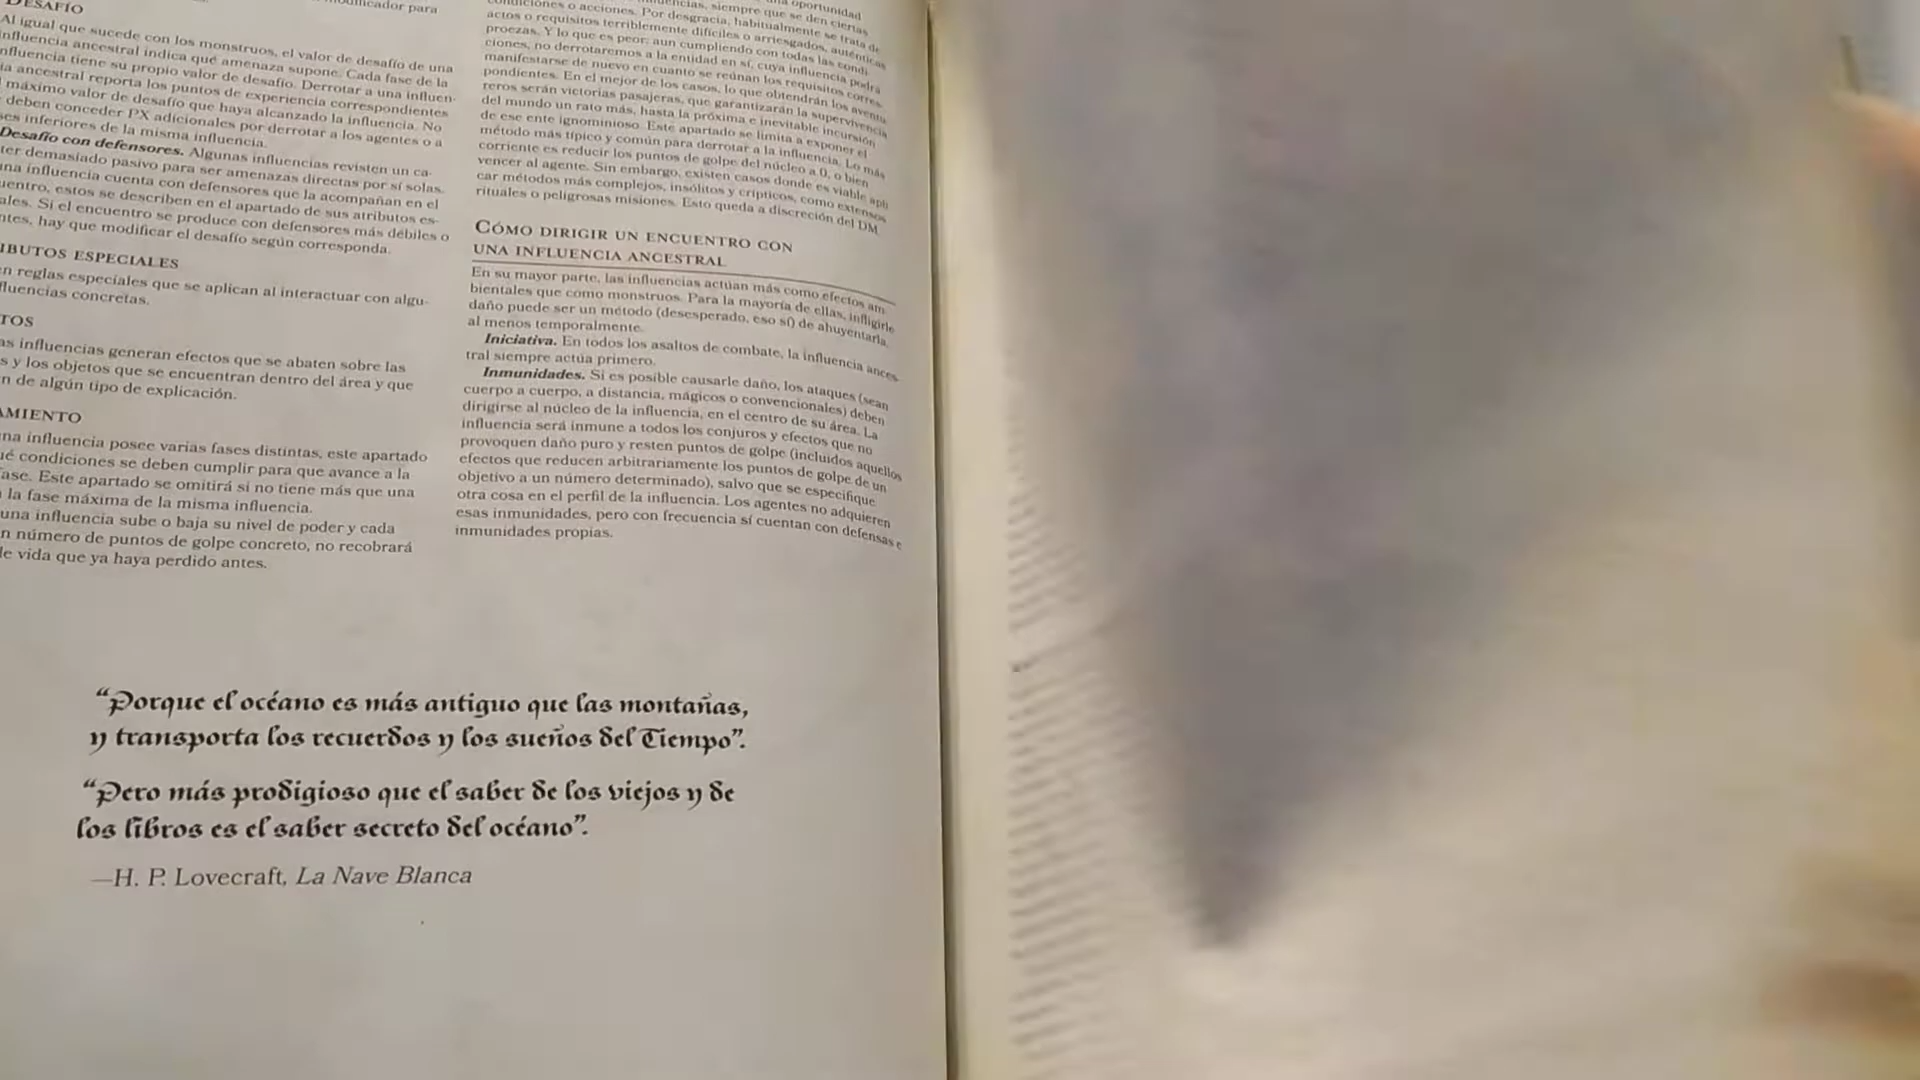 DESAFÍO
Al igual que sucede con los monstruos, el valor de desafío de una
influencia ancestral indica qué amenaza supone. Cada fase de la
influencia tiene su propio valor de desafío. Derrotar a una influen-
ancestral reporta los puntos de experiencia correspondientes
máximo valor de desafío que haya alcanzado la influencia. No
deben conceder PX adicionales por derrotar a los agentes o a
inferiores de la misma influencia.
Desafío con defensores. Algunas influencias revisten un ca-
demasiado pasivo para ser amenazas directas por sí solas.
una influencia cuenta con defensores que la acompañan en el
estos se describen en el apartado de sus atributos es-
Si el encuentro se produce con defensores más débiles o
hay que modificar el desafío según corresponda.
ESPECIALES
en reglas especiales que se aplican al interactuar con algu-
concretas.
influencias generan efectos que se abaten sobre las
y los objetos que se encuentran dentro del área y que
de algún tipo de explicación.
una influencia posee varias fases distintas, este apartado
condiciones se deben cumplir para que avance a la
Este apartado se omitirá si no tiene más que una
la fase máxima de la misma influencia.
una influencia sube o baja su nivel de poder y cada
número de puntos de golpe concreto, no recobrará
de vida que ya haya perdido antes.
oportunidad
siempre que se den ciertas
condiciones o acciones. Por desgracia, habitualmente se trata de
actos o requisitos terriblemente difíciles o arriesgados, auténticas
proezas. Y lo que es peor: aun cumpliendo con todas las condi-
ciones, no derrotaremos a la entidad en sí, cuya influencia podrá
manifestarse de nuevo en cuanto se reúnan los requisitos corres-
pondientes. En el mejor de los casos, lo que obtendrán los aventu-
reros serán victorias pasajeras, que garantizarán la supervivencia
del mundo un rato más, hasta la próxima e inevitable incursión
de ese ente ignominioso. Este apartado se limita a exponer el
método más típico y común para derrotar a la influencia. Lo más
corriente es reducir los puntos de golpe del núcleo a 0, o bien
vencer al agente. Sin embargo, existen casos donde es viable apli-
car métodos más complejos, insólitos y crípticos, como extensos
rituales o peligrosas misiones. Esto queda a discreción del DM.
CÓMO DIRIGIR UN ENCUENTRO CON
UNA INFLUENCIA ANCESTRAL
En su mayor parte, las influencias actúan más como efectos am-
bientales que como monstruos. Para la mayoría de ellas, infligirle
daño puede ser un método (desesperado, eso sí) de ahuyentarla,
al menos temporalmente.
Iniciativa. En todos los asaltos de combate, la influencia ances-
tral siempre actúa primero.
Inmunidades. Si es posible causarle daño, los ataques (sean
cuerpo a cuerpo, a distancia, mágicos o convencionales) deben
dirigirse al núcleo de la influencia, en el centro de su área. La
influencia será inmune a todos los conjuros y efectos que no
provoquen daño puro y resten puntos de golpe (incluidos aquellos
efectos que reducen arbitrariamente los puntos de golpe de un
objetivo a un número determinado), salvo que se especifique
otra cosa en el perfil de la influencia. Los agentes no adquieren
esas inmunidades, pero con frecuencia sí cuentan con defensas e
inmunidades propias.
“Porque el océano es más antiguo que las montañas,
y transporta los recuerdos y los sueños del Tiempo”.
“Pero más prodigioso que el saber de los viejos y de
los libros es el saber secreto del océano”.
—H. P. Lovecraft, La Nave Blanca